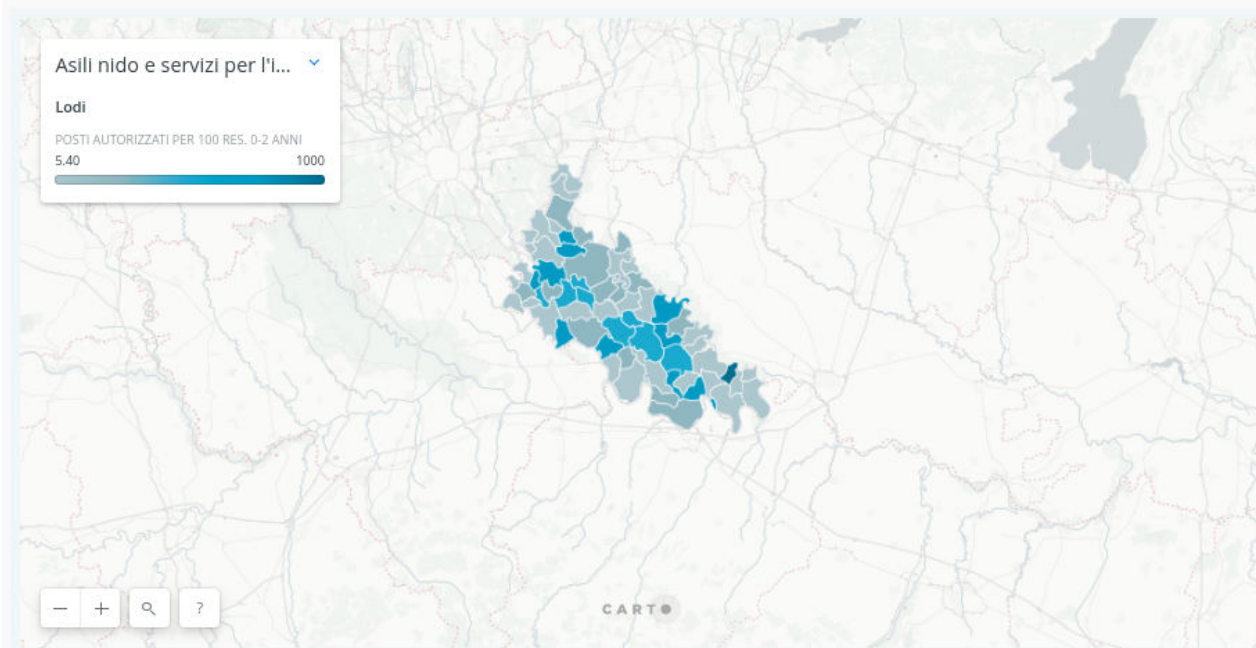 Asili nido e servizi per l'i...
Lodi
POSTI AUTORIZZATI PER 100 RES. 0-2 ANNI
5.40 1000
− + ?
CARTO